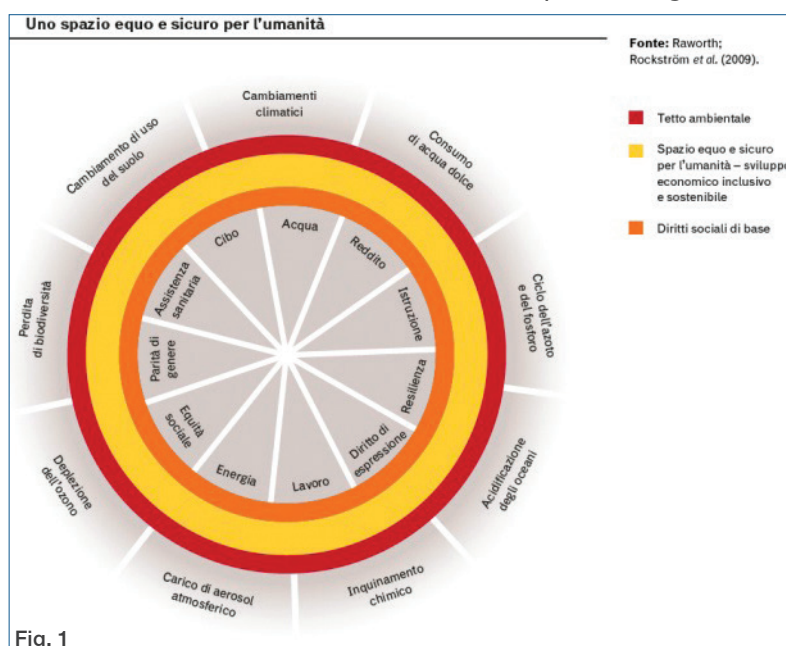 Uno spazio equo e sicuro per l'umanità
Fonte: Raworth;
Rockström et al. (2009).
Tetto ambientale
Spazio equo e sicuro
per l'umanità – sviluppo
economico inclusivo
e sostenibile
Diritti sociali di base
Cambiamenti
climatici
Consumo
di acqua dolce
Ciclo dell'azoto
e del fosforo
Acidificazione
degli oceani
Inquinamento
chimico
Carico di aerosol
atmosferico
Deplezione
dell'ozono
Perdita
di biodiversità
Cambiamento di uso
del suolo
Acqua
Reddito
Istruzione
Resilienza
Diritto di
espressione
Lavoro
Energia
Equità
sociale
Parità di
genere
Assistenza
sanitaria
Cibo
Fig. 1